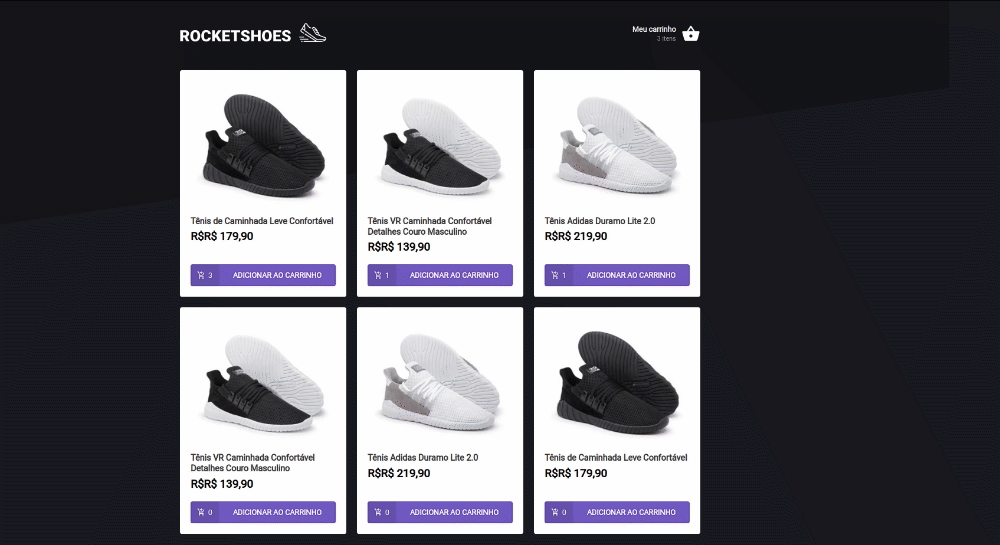 ROCKETSHOES
Meu carrinho
3 itens
Tênis de Caminhada Leve Confortável
R$R$ 179,90
3 ADICIONAR AO CARRINHO
Tênis VR Caminhada Confortável
Detalhes Couro Masculino
R$R$ 139,90
1 ADICIONAR AO CARRINHO
Tênis Adidas Duramo Lite 2.0
R$R$ 219,90
1 ADICIONAR AO CARRINHO
Tênis VR Caminhada Confortável
Detalhes Couro Masculino
R$R$ 139,90
0 ADICIONAR AO CARRINHO
Tênis Adidas Duramo Lite 2.0
R$R$ 219,90
0 ADICIONAR AO CARRINHO
Tênis de Caminhada Leve Confortável
R$R$ 179,90
0 ADICIONAR AO CARRINHO